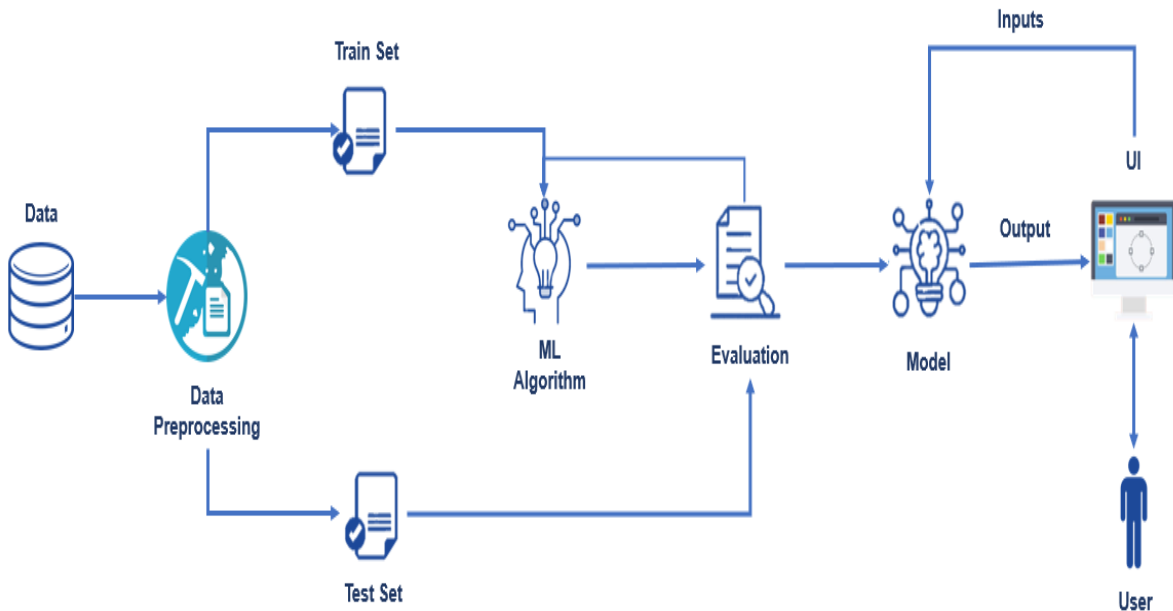 Inputs
Train Set
UI
Data
Output
ML
Algorithm
Evaluation
Model
Data
Preprocessing
Test Set
User